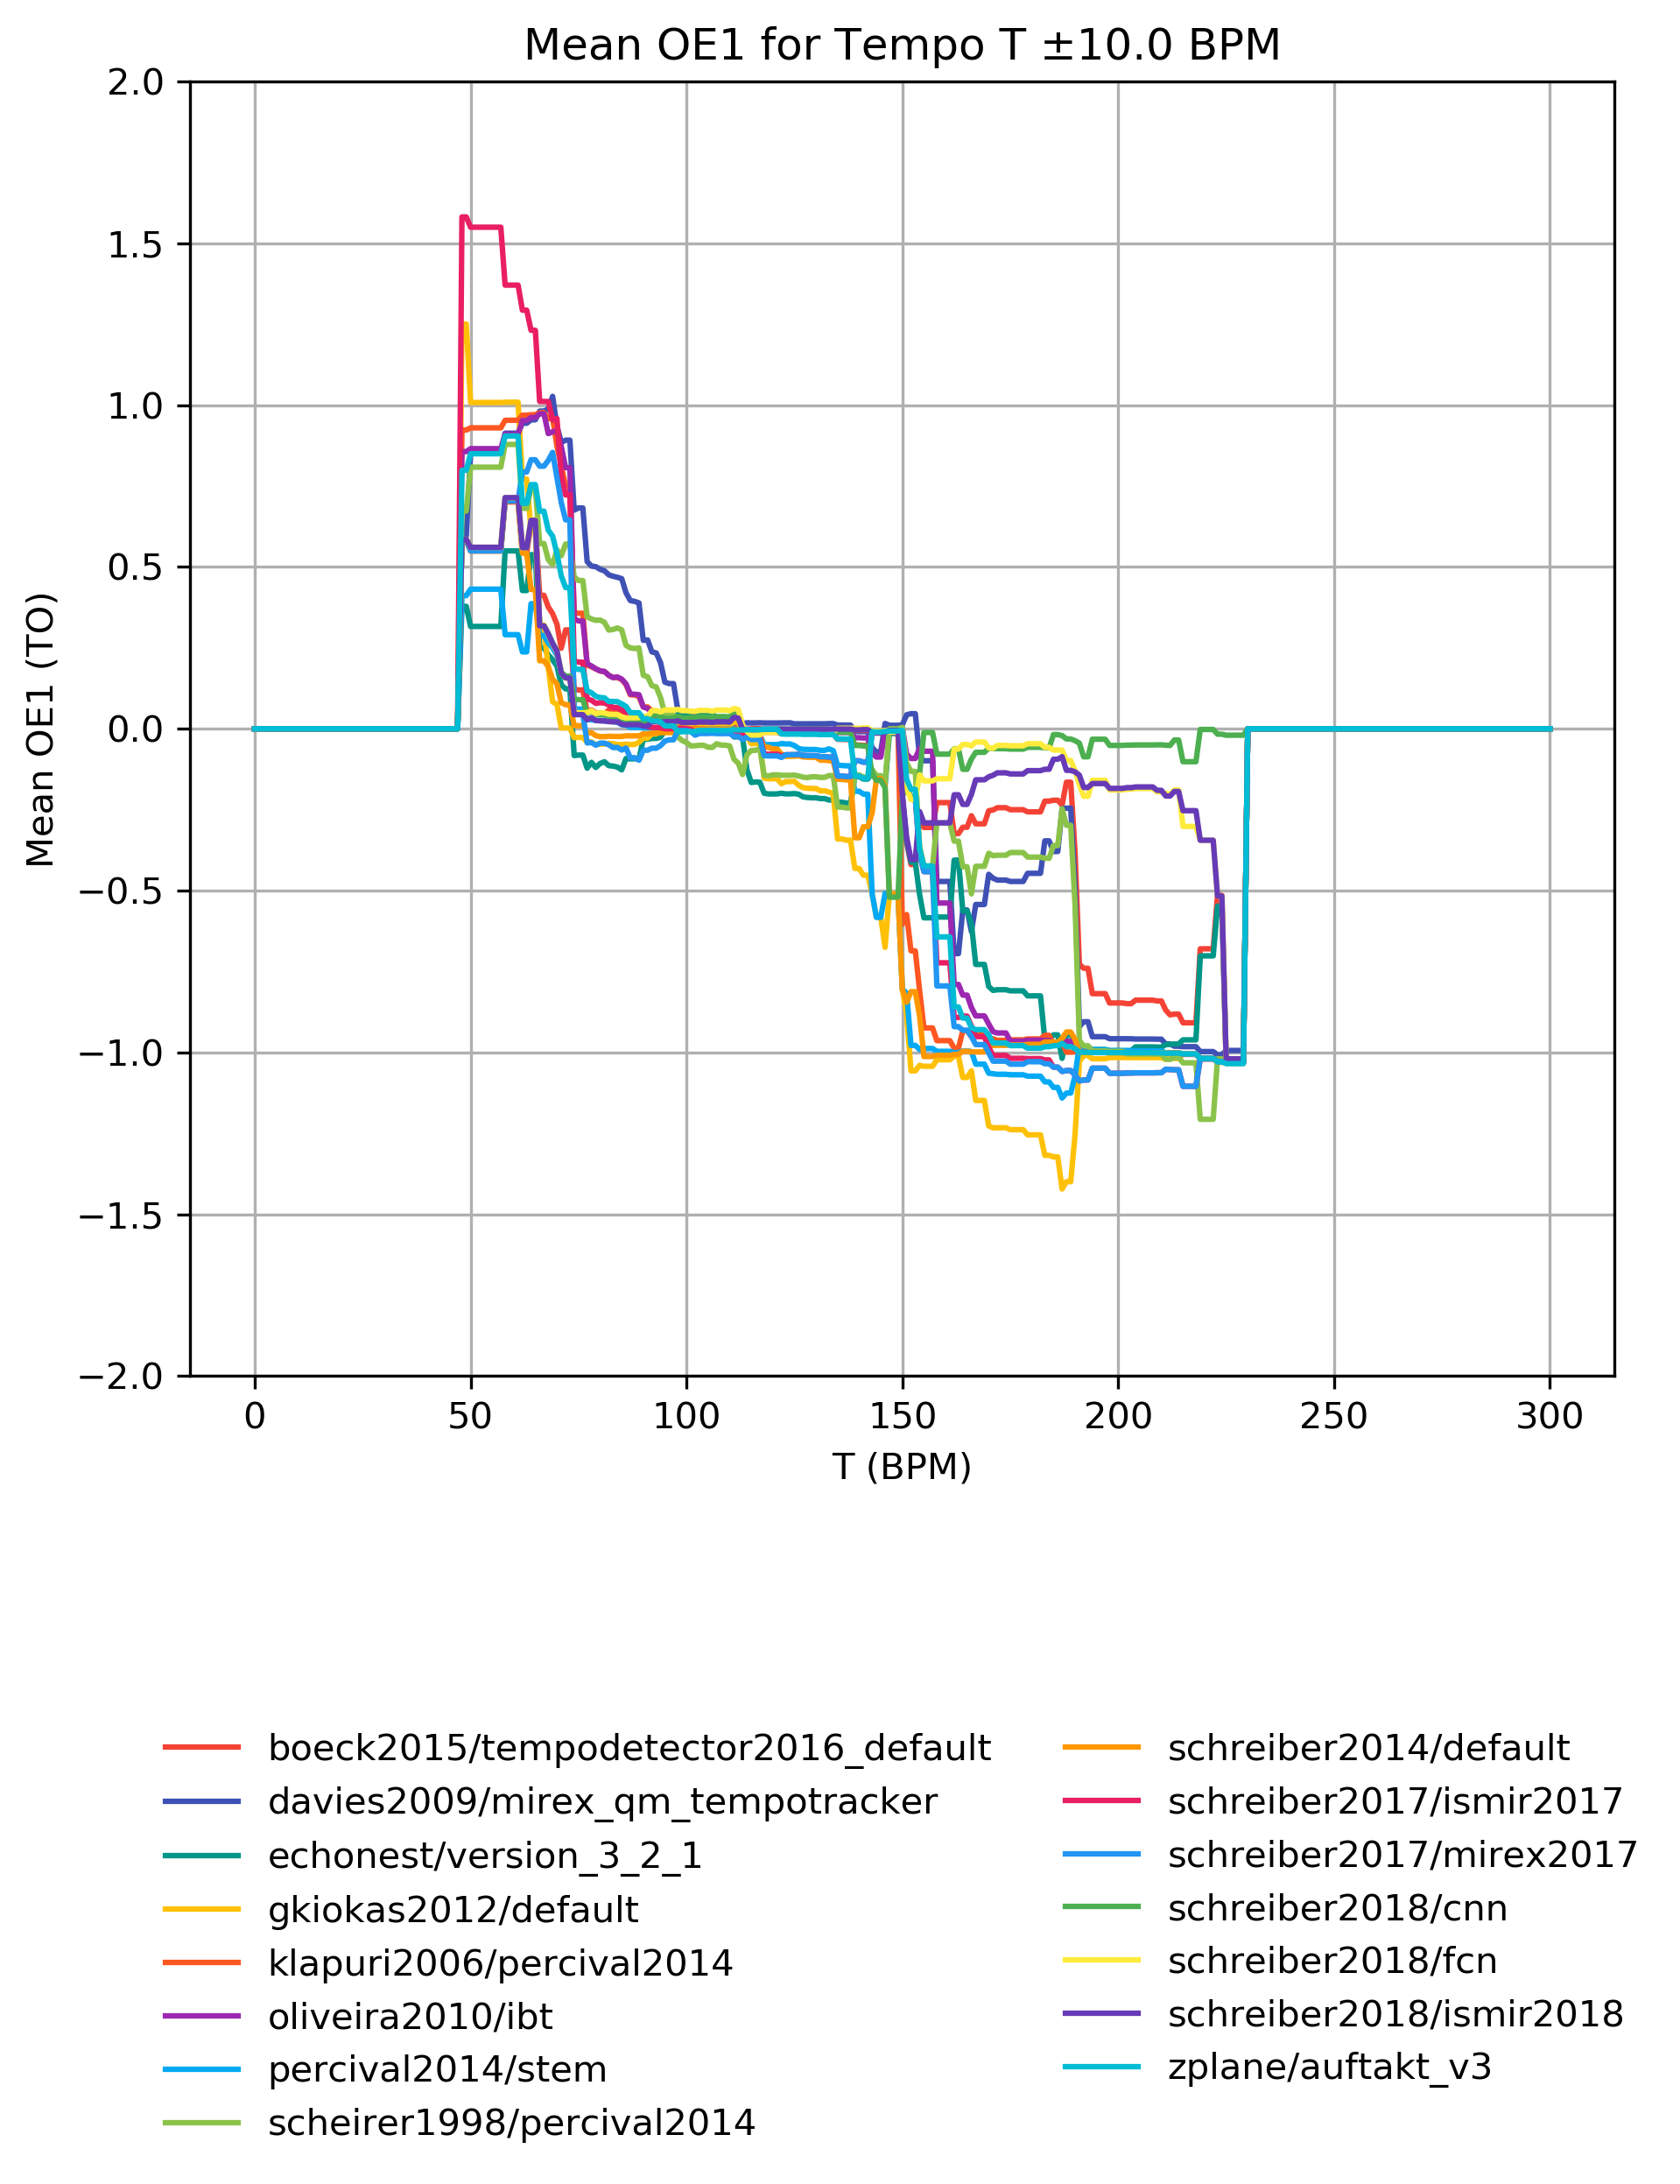 Mean OE1 for Tempo T ±10.0 BPM
2.0
1.5
1.0
0.5
0.0
−0.5
−1.0
−1.5
−2.0
Mean OE1 (TO)
0 50 100 150 200 250 300
T (BPM)
boeck2015/tempodetector2016_default
davies2009/mirex_qm_tempotracker
echonest/version_3_2_1
gkiokas2012/default
klapuri2006/percival2014
oliveira2010/ibt
percival2014/stem
scheirer1998/percival2014
schreiber2014/default
schreiber2017/ismir2017
schreiber2017/mirex2017
schreiber2018/cnn
schreiber2018/fcn
schreiber2018/ismir2018
zplane/auftakt_v3